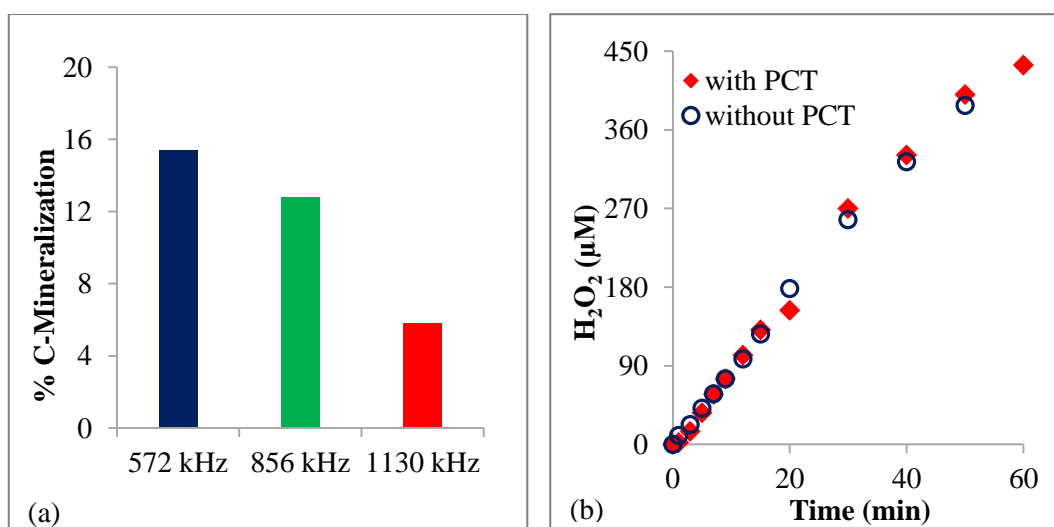 % C-Mineralization
20
16
12
8
4
0
572 kHz 856 kHz 1130 kHz
(a)
H₂O₂ (µM)
450
360
270
180
90
0
with PCT
without PCT
0 20 40 60
Time (min)
(b)